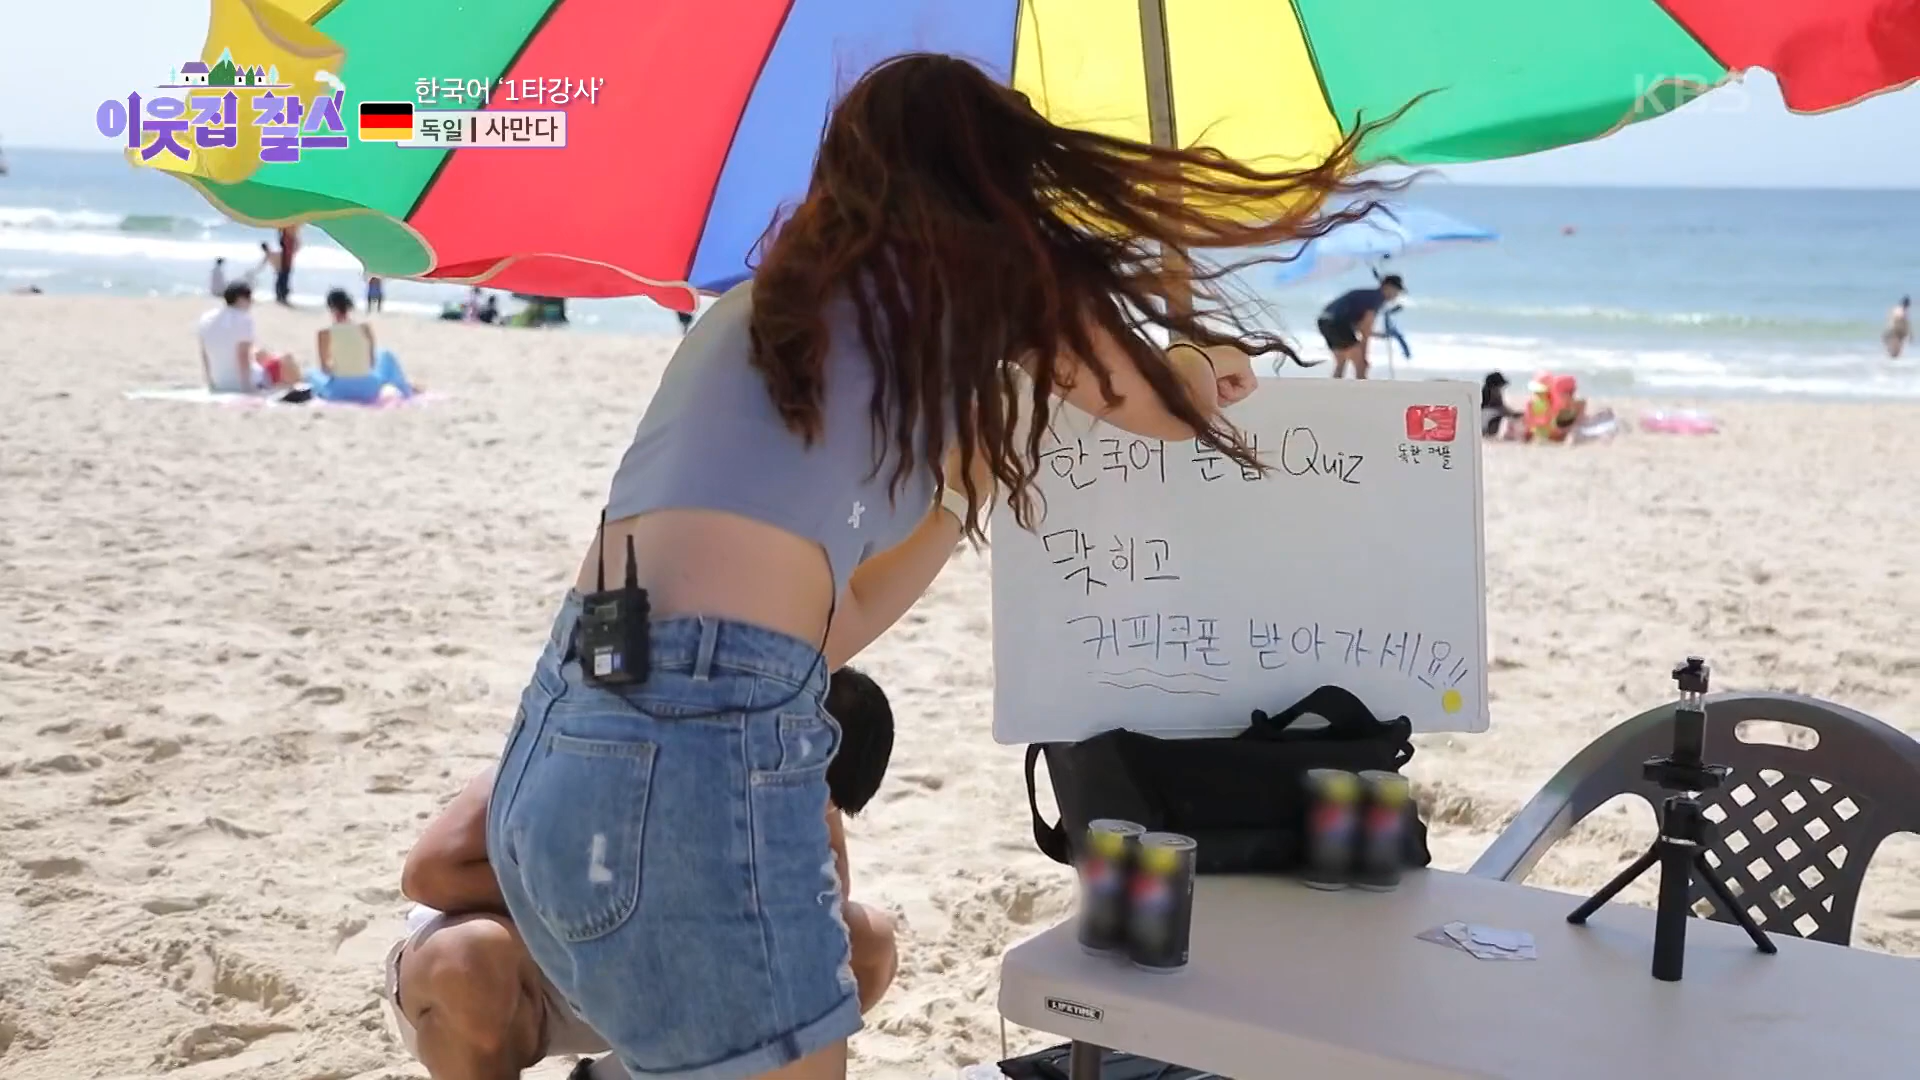 이웃집 찰스
한국어 '1타강사'
독일 | 사만다
KBS
한국어 문법 Quiz
독한 커플
맞히고
커피쿠폰 받아가세요!!
LIFETIME